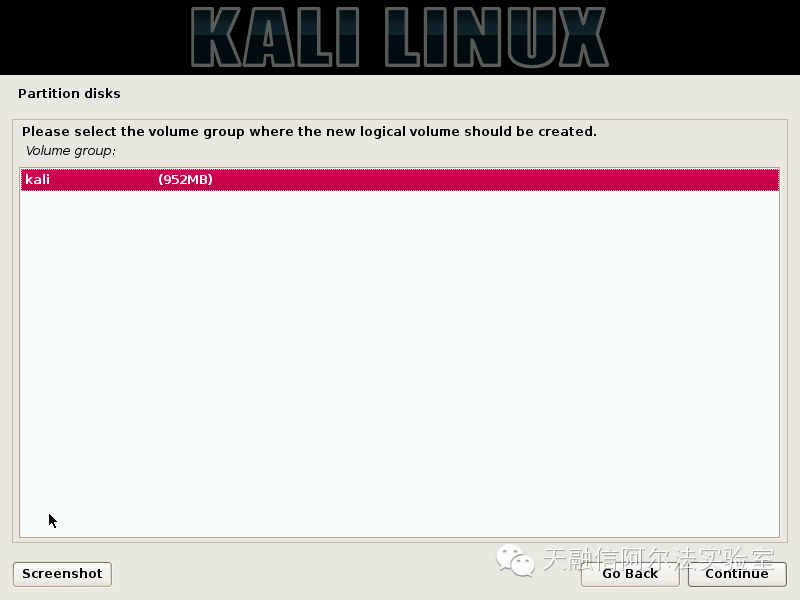 KALI LINUX
Partition disks
Please select the volume group where the new logical volume should be created.
Volume group:
kali (952MB)
天融信阿尔法实验室
Screenshot Go Back Continue